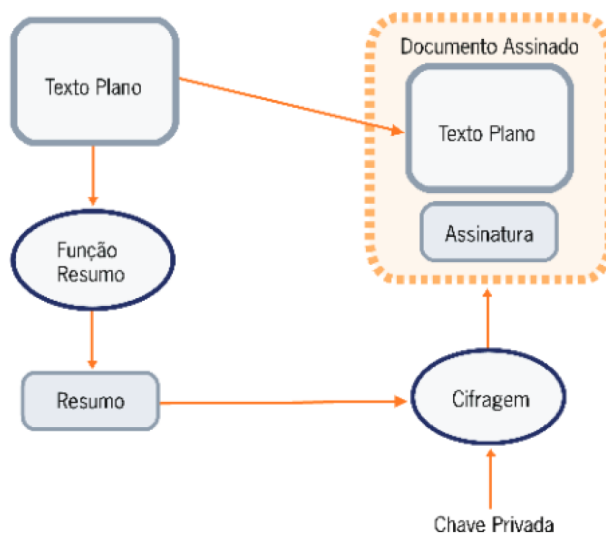 Documento Assinado
Texto Plano
Texto Plano
Assinatura
Função
Resumo
Resumo
Cifragem
Chave Privada